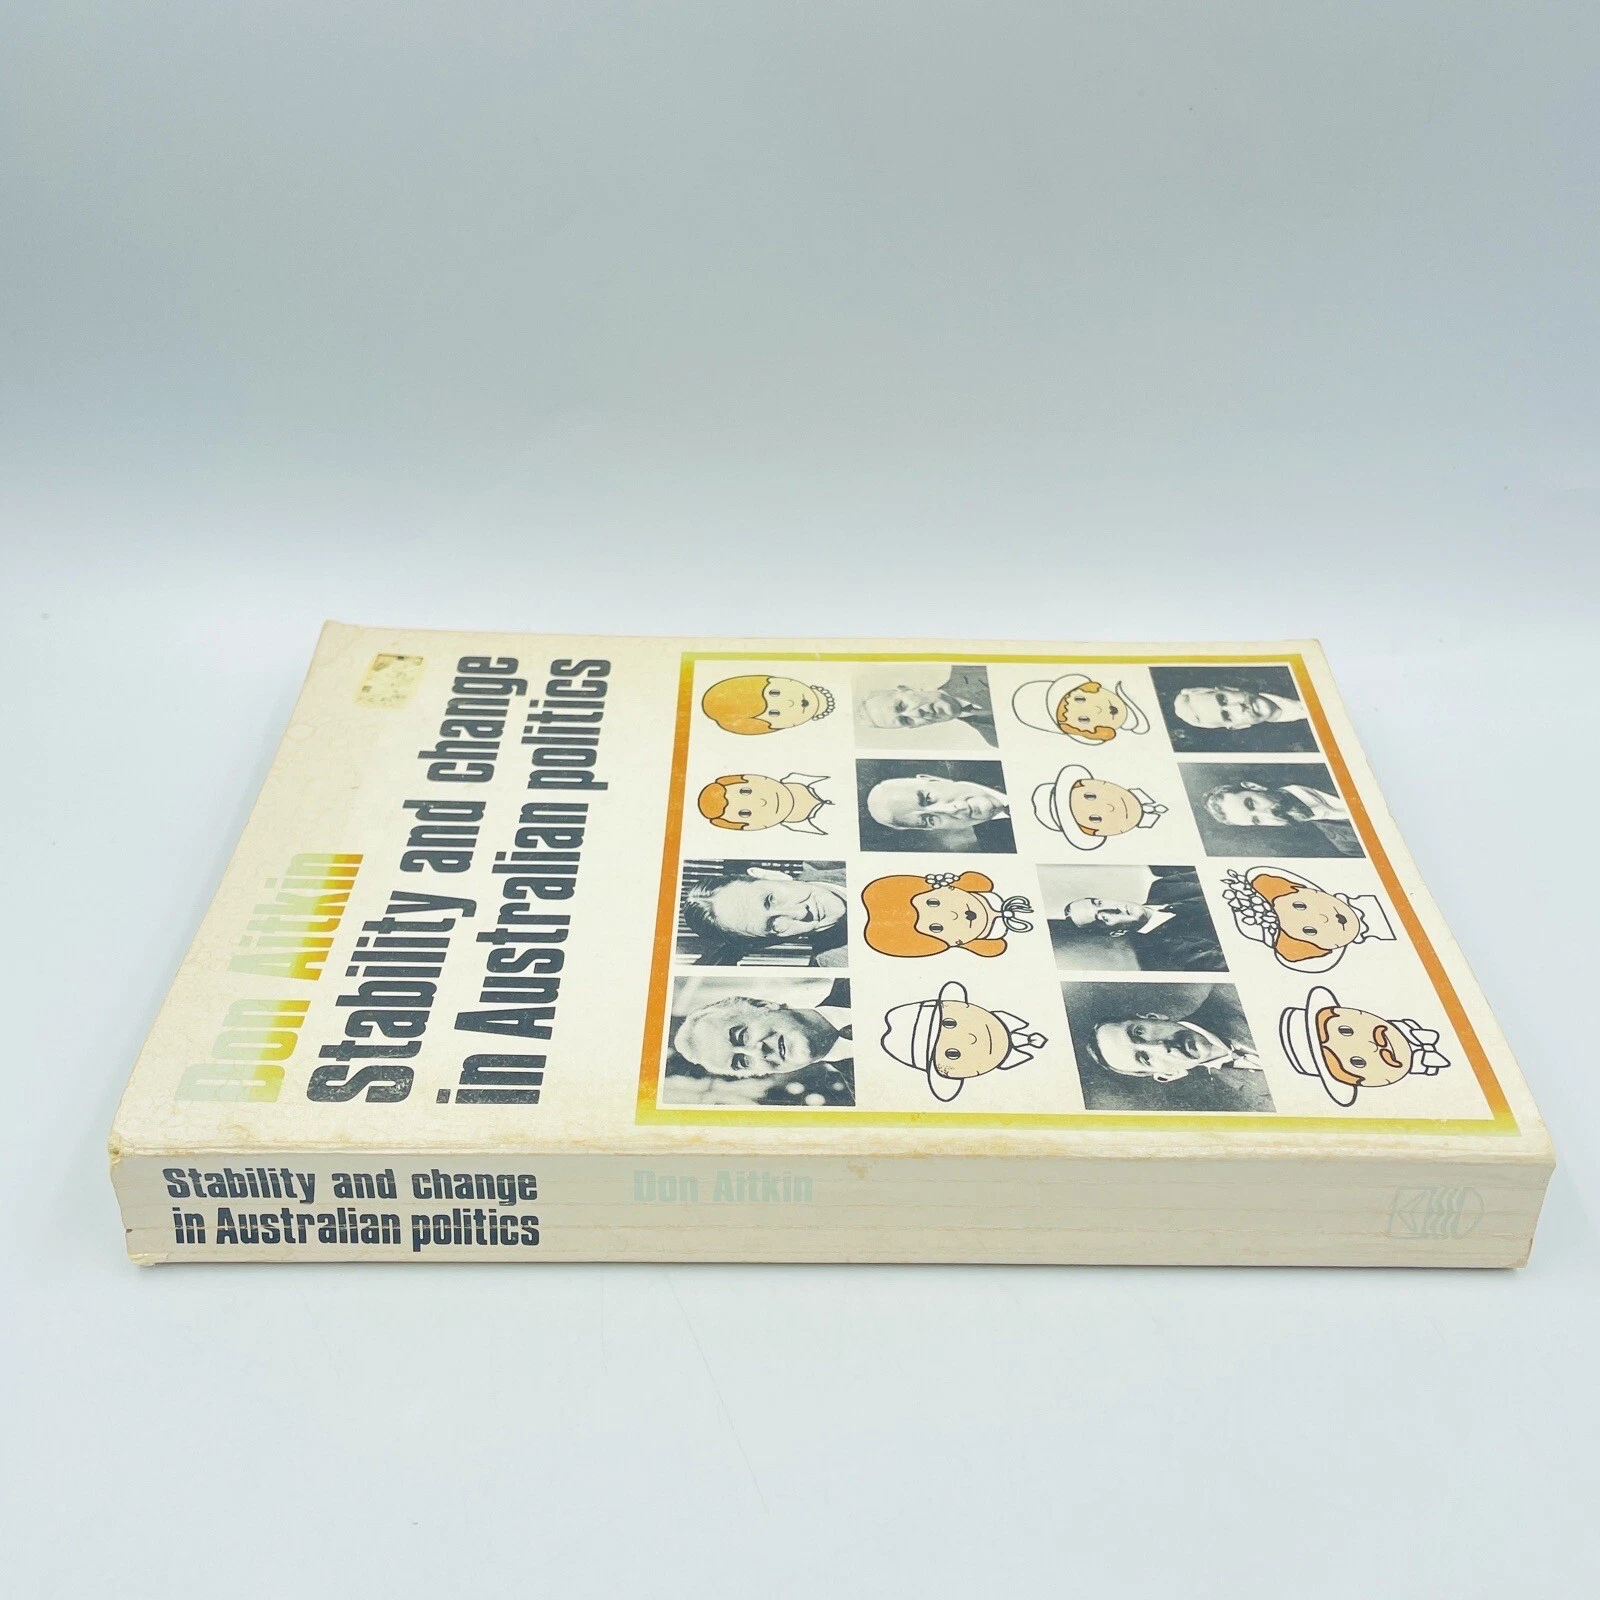 Don Aitkin
Stability and change
in Australian politics
Stability and change
in Australian politics
Don Aitkin